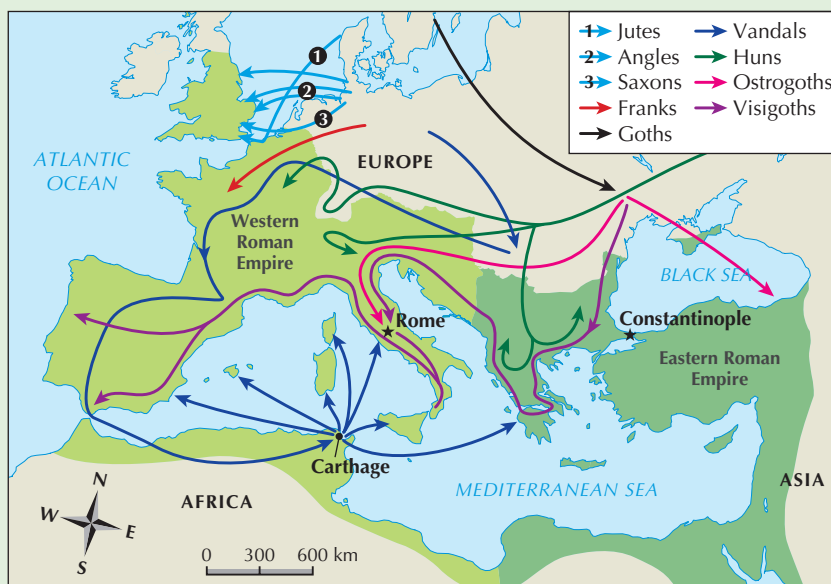 1 Jutes
2 Angles
3 Saxons
Franks
Goths
Vandals
Huns
Ostrogoths
Visigoths
1
2
3
ATLANTIC
OCEAN
EUROPE
Western
Roman
Empire
BLACK SEA
Rome
Constantinople
Eastern Roman
Empire
Carthage
MEDITERRANEAN SEA
ASIA
AFRICA
N
W
E
S
0 300 600 km